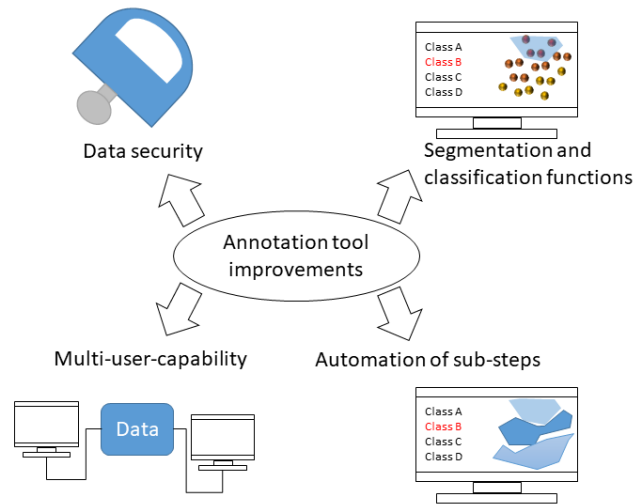 Data security
Class A
Class B
Class C
Class D
Segmentation and
classification functions
Annotation tool
improvements
Multi-user-capability
Automation of sub-steps
Data
Class A
Class B
Class C
Class D